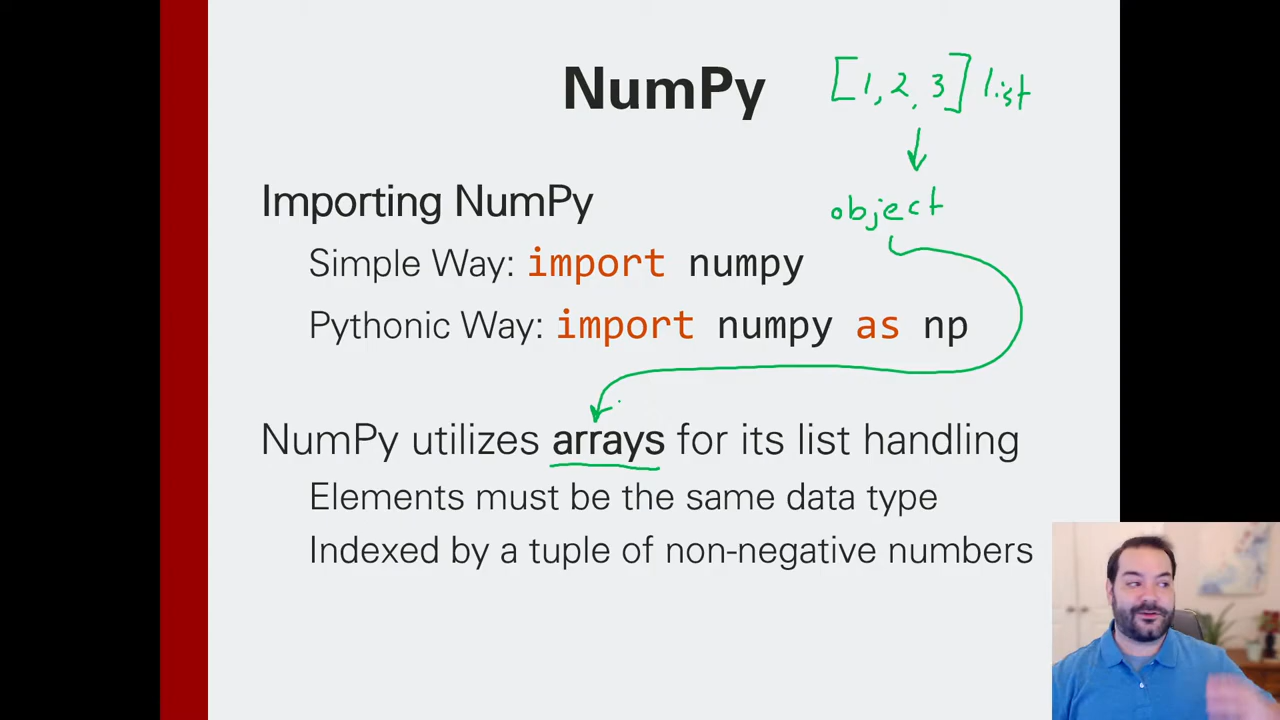 NumPy
[1, 2, 3] list
object
Importing NumPy
Simple Way: import numpy
Pythonic Way: import numpy as np
NumPy utilizes arrays for its list handling
Elements must be the same data type
Indexed by a tuple of non-negative numbers